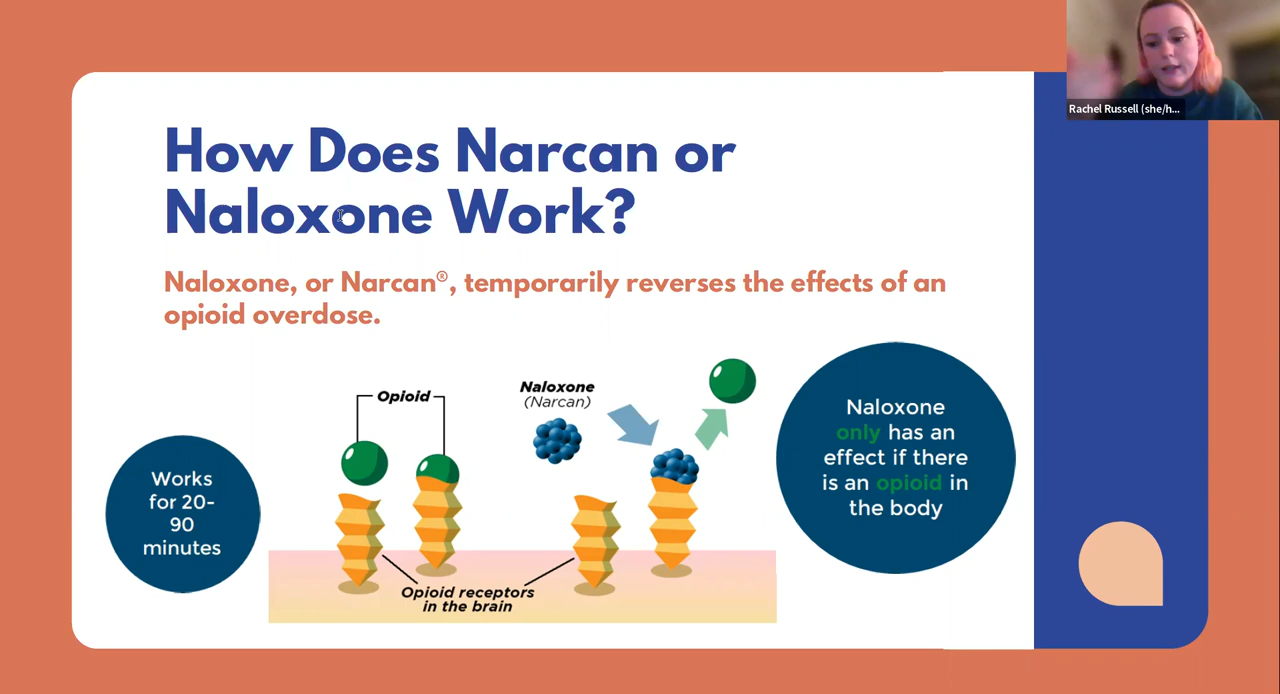 Rachel Russell (she/h...
How Does Narcan or
Naloxone Work?
Naloxone, or Narcan®, temporarily reverses the effects of an
opioid overdose.
Works
for 20-
90
minutes
Opioid
Naloxone
(Narcan)
Opioid receptors
in the brain
Naloxone
only has an
effect if there
is an opioid in
the body